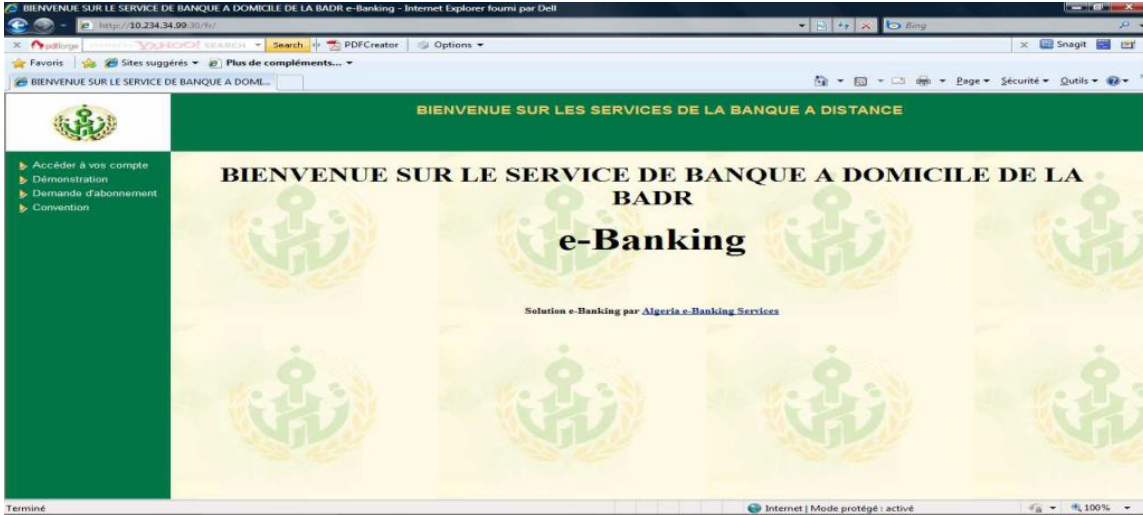 BIENVENUE SUR LE SERVICE DE BANQUE A DOMICILE DE LA BADR e-Banking - Internet Explorer fourni par Dell
http://10.234.34.99:30/fr/
Bing
pdfforge YAHOO! SEARCH Search PDFCreator Options Snagit
Favoris Sites suggérés Plus de compléments...
BIENVENUE SUR LE SERVICE DE BANQUE A DOMI... Page Sécurité Outils
BIENVENUE SUR LES SERVICES DE LA BANQUE A DISTANCE
Accéder à vos compte
Démonstration
Demande d'abonnement
Convention
BIENVENUE SUR LE SERVICE DE BANQUE A DOMICILE DE LA
BADR
e-Banking
Solution e-Banking par Algeria e-Banking Services
Terminé Internet | Mode protégé : activé 100%